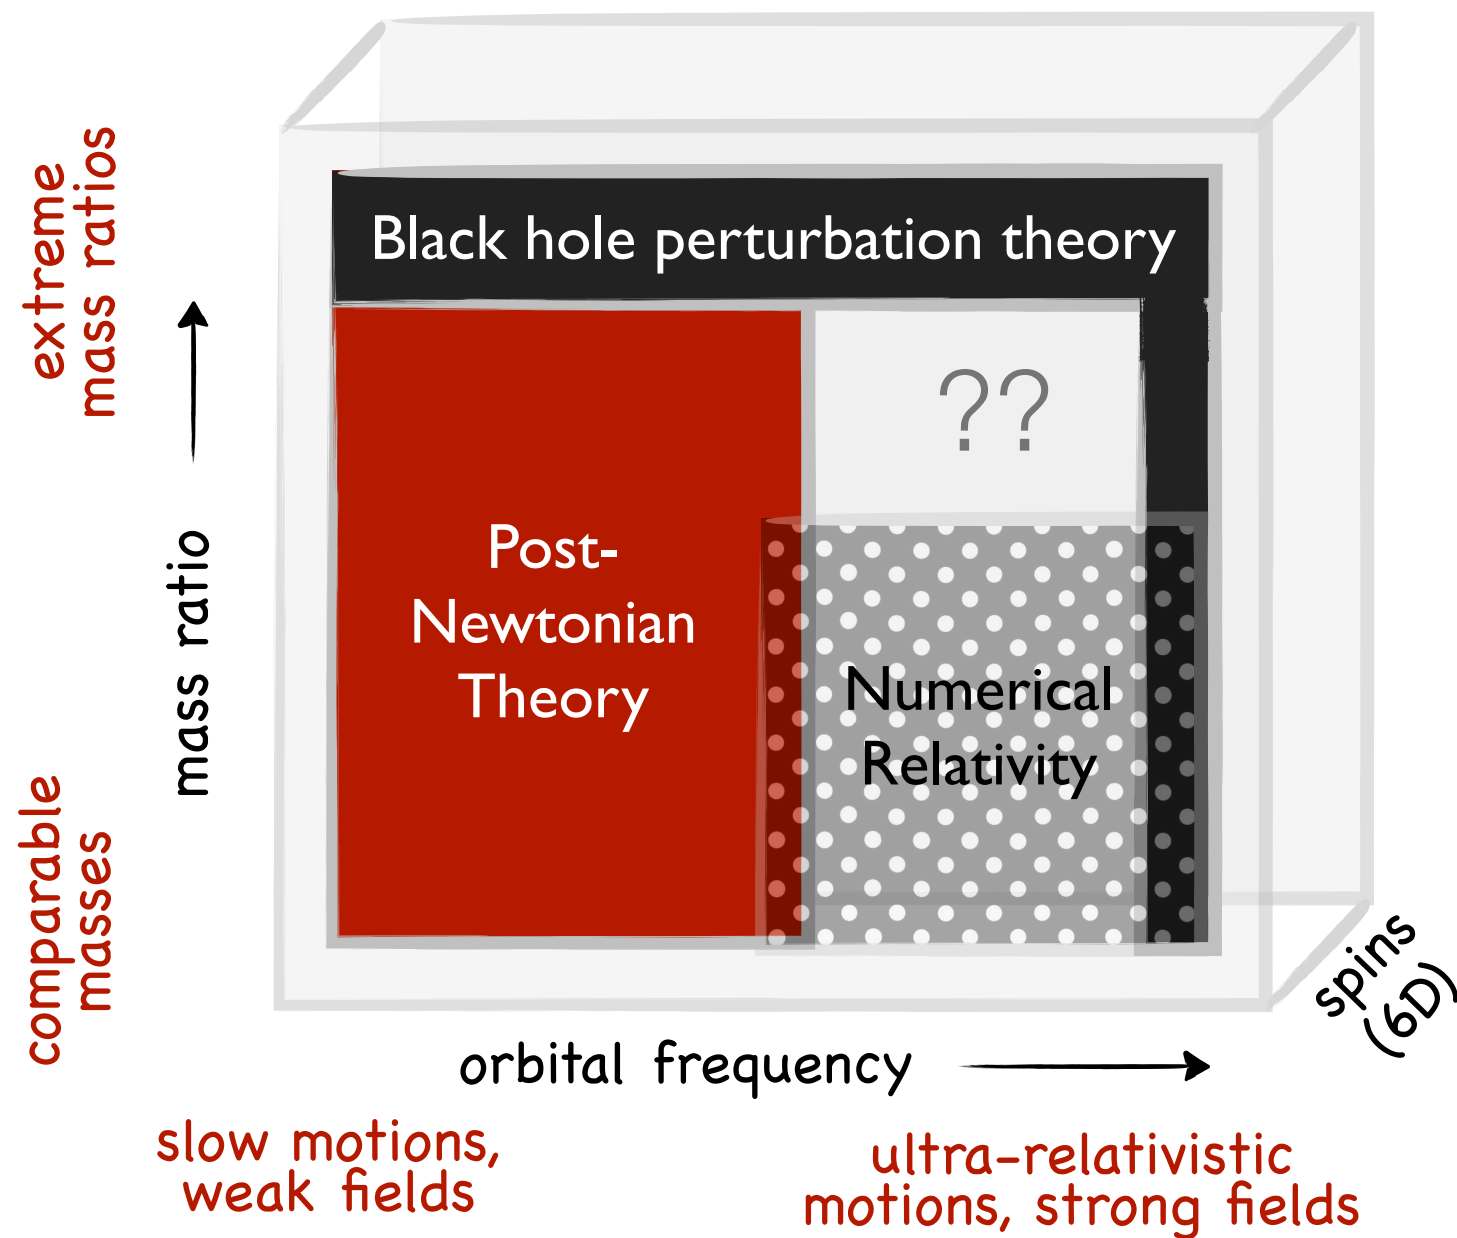 extreme
mass ratios
Black hole perturbation theory
??
Post-
Newtonian
Theory
mass ratio
Numerical
Relativity
comparable
masses
spins
(6D)
orbital frequency
slow motions,
weak fields
ultra-relativistic
motions, strong fields